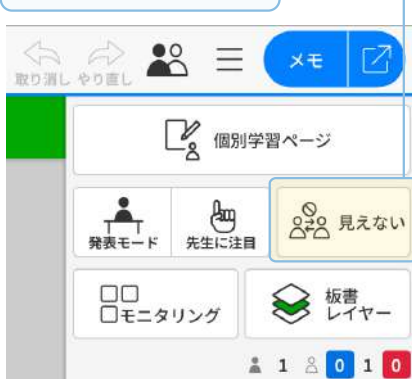 取り消し やり直し メモ
個別学習ページ
発表モード 先生に注目 見えない
モニタリング 板書
レイヤー
1 0 1 0